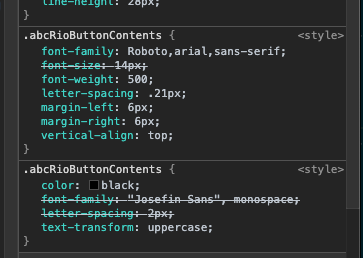 line-height: 28px;
}
.abcRioButtonContents { <style>
font-family: Roboto,arial,sans-serif;
font-size: 14px;
font-weight: 500;
letter-spacing: .21px;
margin-left: 6px;
margin-right: 6px;
vertical-align: top;
}
.abcRioButtonContents { <style>
color: black;
font-family: "Josefin Sans", monospace;
letter-spacing: 2px;
text-transform: uppercase;
}